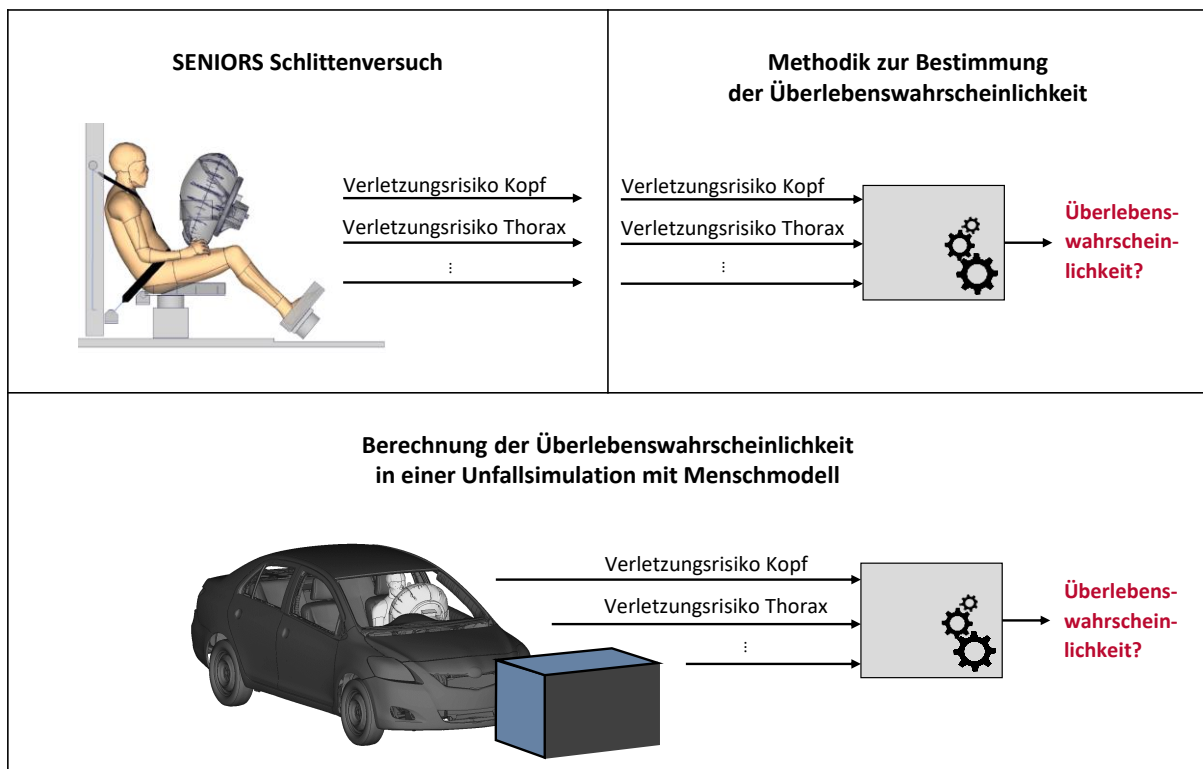 SENIORS Schlittenversuch
Verletzungsrisiko Kopf
Verletzungsrisiko Thorax
...
Methodik zur Bestimmung
der Überlebenswahrscheinlichkeit
Verletzungsrisiko Kopf
Verletzungsrisiko Thorax
...
Überlebens-
wahrschein-
lichkeit?
Berechnung der Überlebenswahrscheinlichkeit
in einer Unfallsimulation mit Menschmodell
Verletzungsrisiko Kopf
Verletzungsrisiko Thorax
...
Überlebens-
wahrschein-
lichkeit?